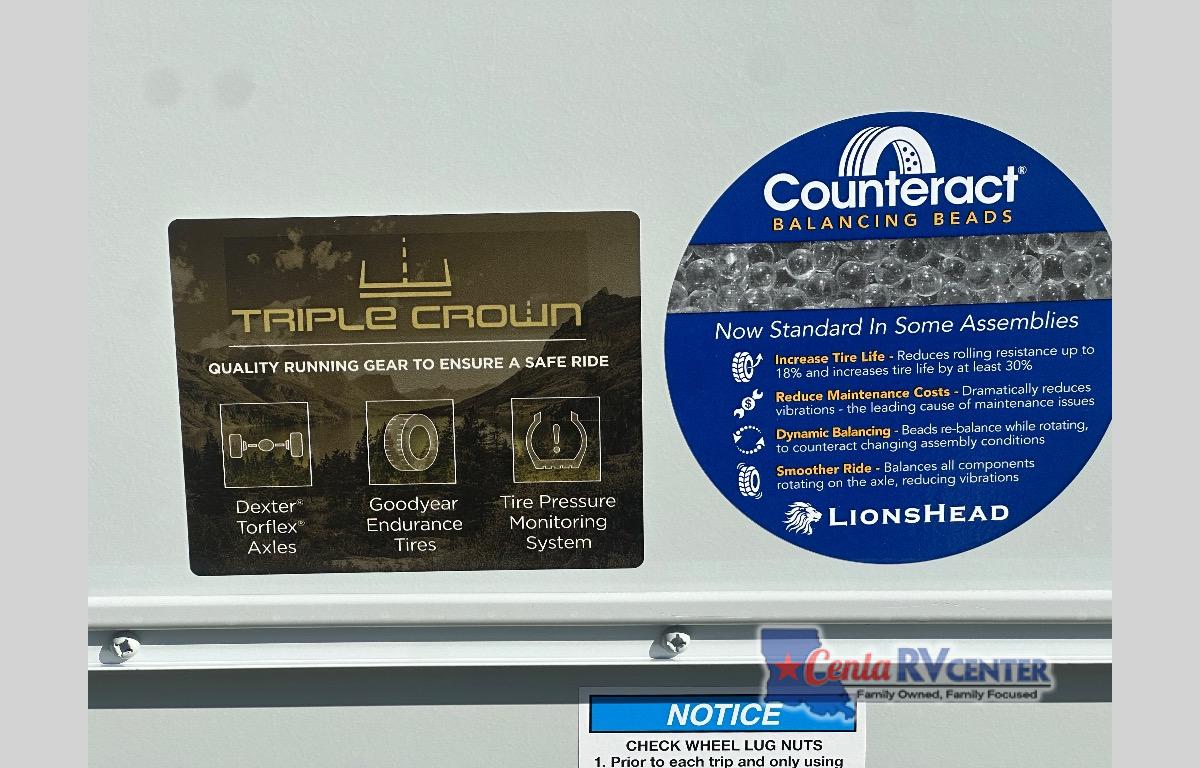 TRIPLE CROWN
QUALITY RUNNING GEAR TO ENSURE A SAFE RIDE
Dexter®
Torflex®
Axles
Goodyear
Endurance
Tires
Tire Pressure
Monitoring
System
Counteract®
BALANCING BEADS
Now Standard In Some Assemblies
Increase Tire Life - Reduces rolling resistance up to
18% and increases tire life by at least 30%
Reduce Maintenance Costs - Dramatically reduces
vibrations - the leading cause of maintenance issues
Dynamic Balancing - Beads re-balance while rotating,
to counteract changing assembly conditions
Smoother Ride - Balances all components
rotating on the axle, reducing vibrations
LIONSHEAD
Cenla RV CENTER
Family Owned, Family Focused
NOTICE
CHECK WHEEL LUG NUTS
1. Prior to each trip and only using